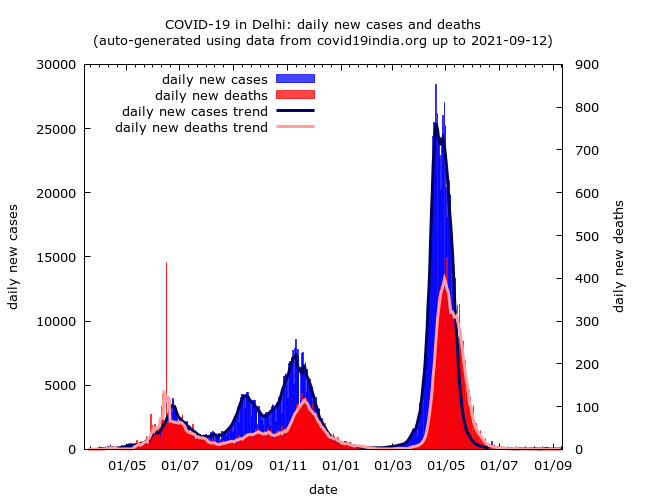 COVID-19 in Delhi: daily new cases and deaths
(auto-generated using data from covid19india.org up to 2021-09-12)
daily new cases
daily new deaths
daily new cases trend
daily new deaths trend
30000
25000
20000
15000
10000
5000
0
900
800
700
600
500
400
300
200
100
0
daily new cases
daily new deaths
01/05 01/07 01/09 01/11 01/01 01/03 01/05 01/07 01/09
date